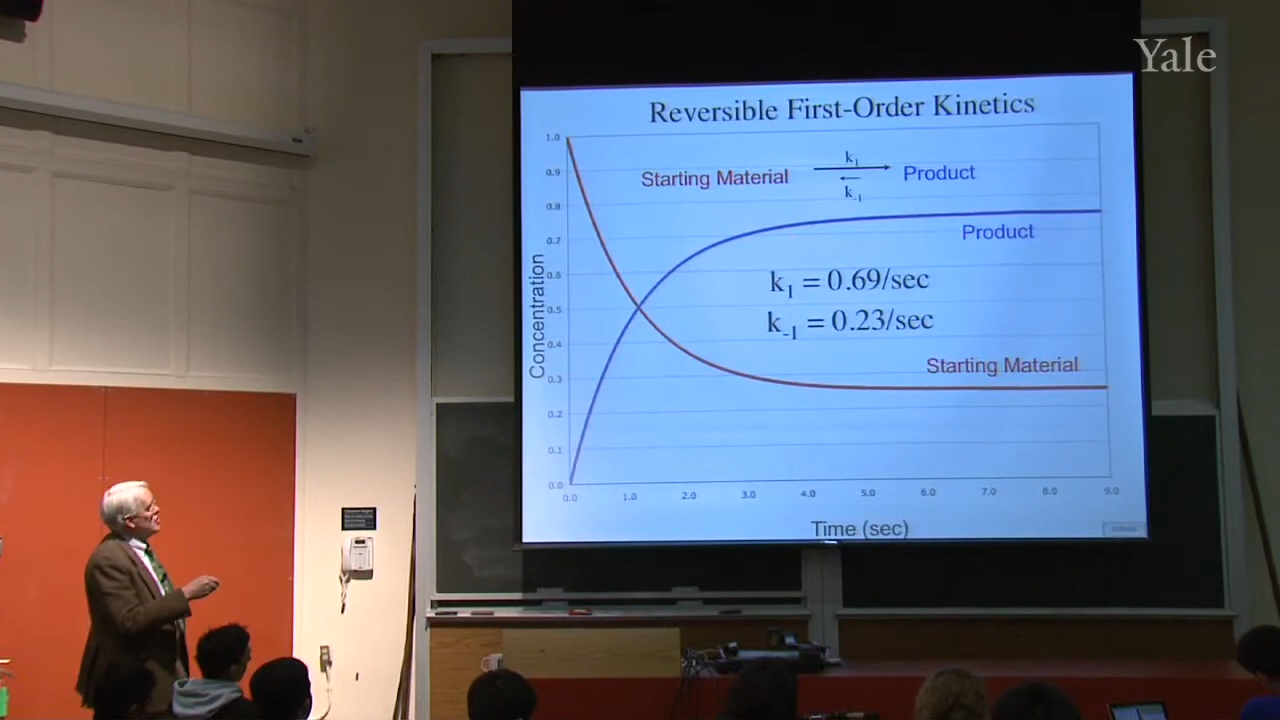 Yale
Reversible First-Order Kinetics
Starting Material k₁ Product
k₋₁
Product
k₁ = 0.69/sec
k₋₁ = 0.23/sec
Starting Material
Concentration
1.0
0.9
0.8
0.7
0.6
0.5
0.4
0.3
0.2
0.1
0.0
0.0 1.0 2.0 3.0 4.0 5.0 6.0 7.0 8.0 9.0
Time (sec)